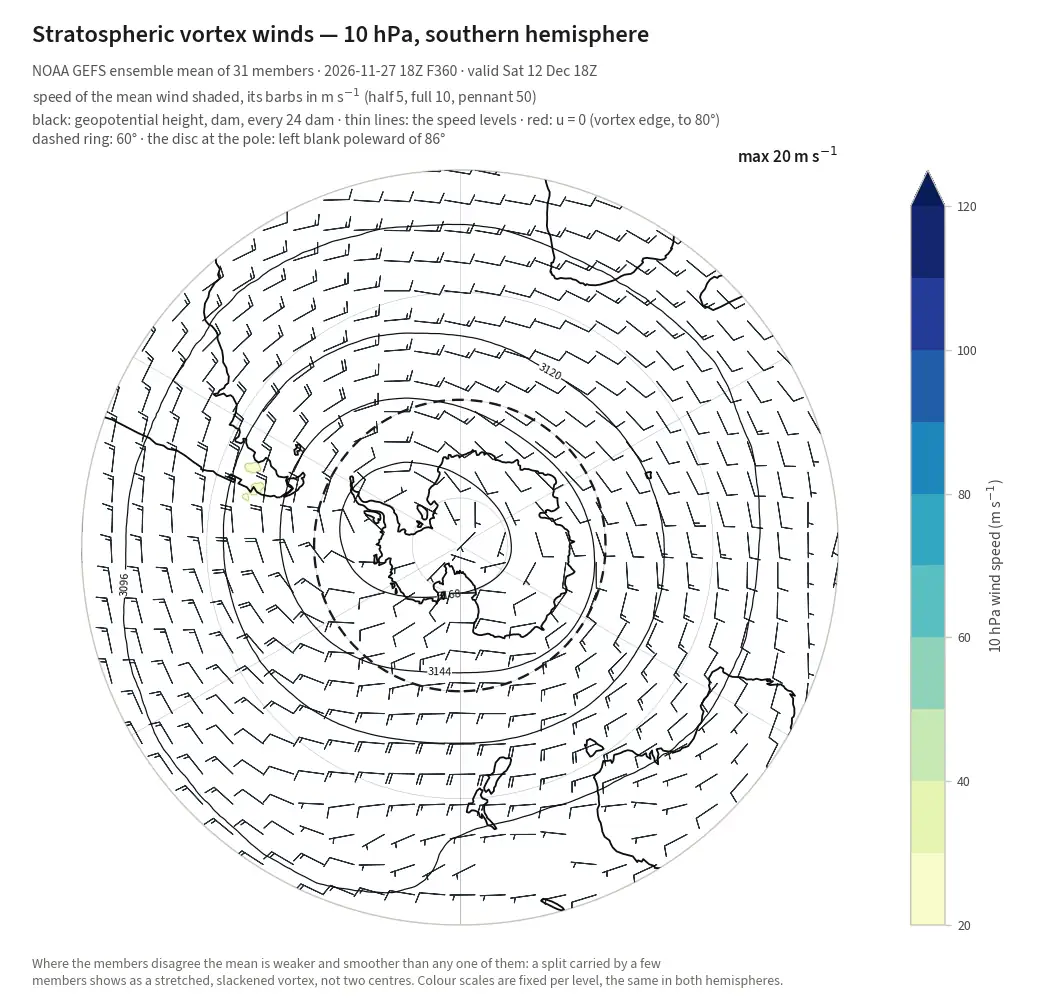 Stratospheric vortex winds — 10 hPa, southern hemisphere
NOAA GEFS ensemble mean of 31 members · 2026-11-27 18Z F360 · valid Sat 12 Dec 18Z
speed of the mean wind shaded, its barbs in m s⁻¹ (half 5, full 10, pennant 50)
black: geopotential height, dam, every 24 dam · thin lines: the speed levels · red: u = 0 (vortex edge, to 80°)
dashed ring: 60° · the disc at the pole: left blank poleward of 86°
max 20 m s⁻¹
120
100
80
60
40
20
10 hPa wind speed (m s⁻¹)
3120
3096
3144
Where the members disagree the mean is weaker and smoother than any one of them: a split carried by a few
members shows as a stretched, slackened vortex, not two centres. Colour scales are fixed per level, the same in both hemispheres.